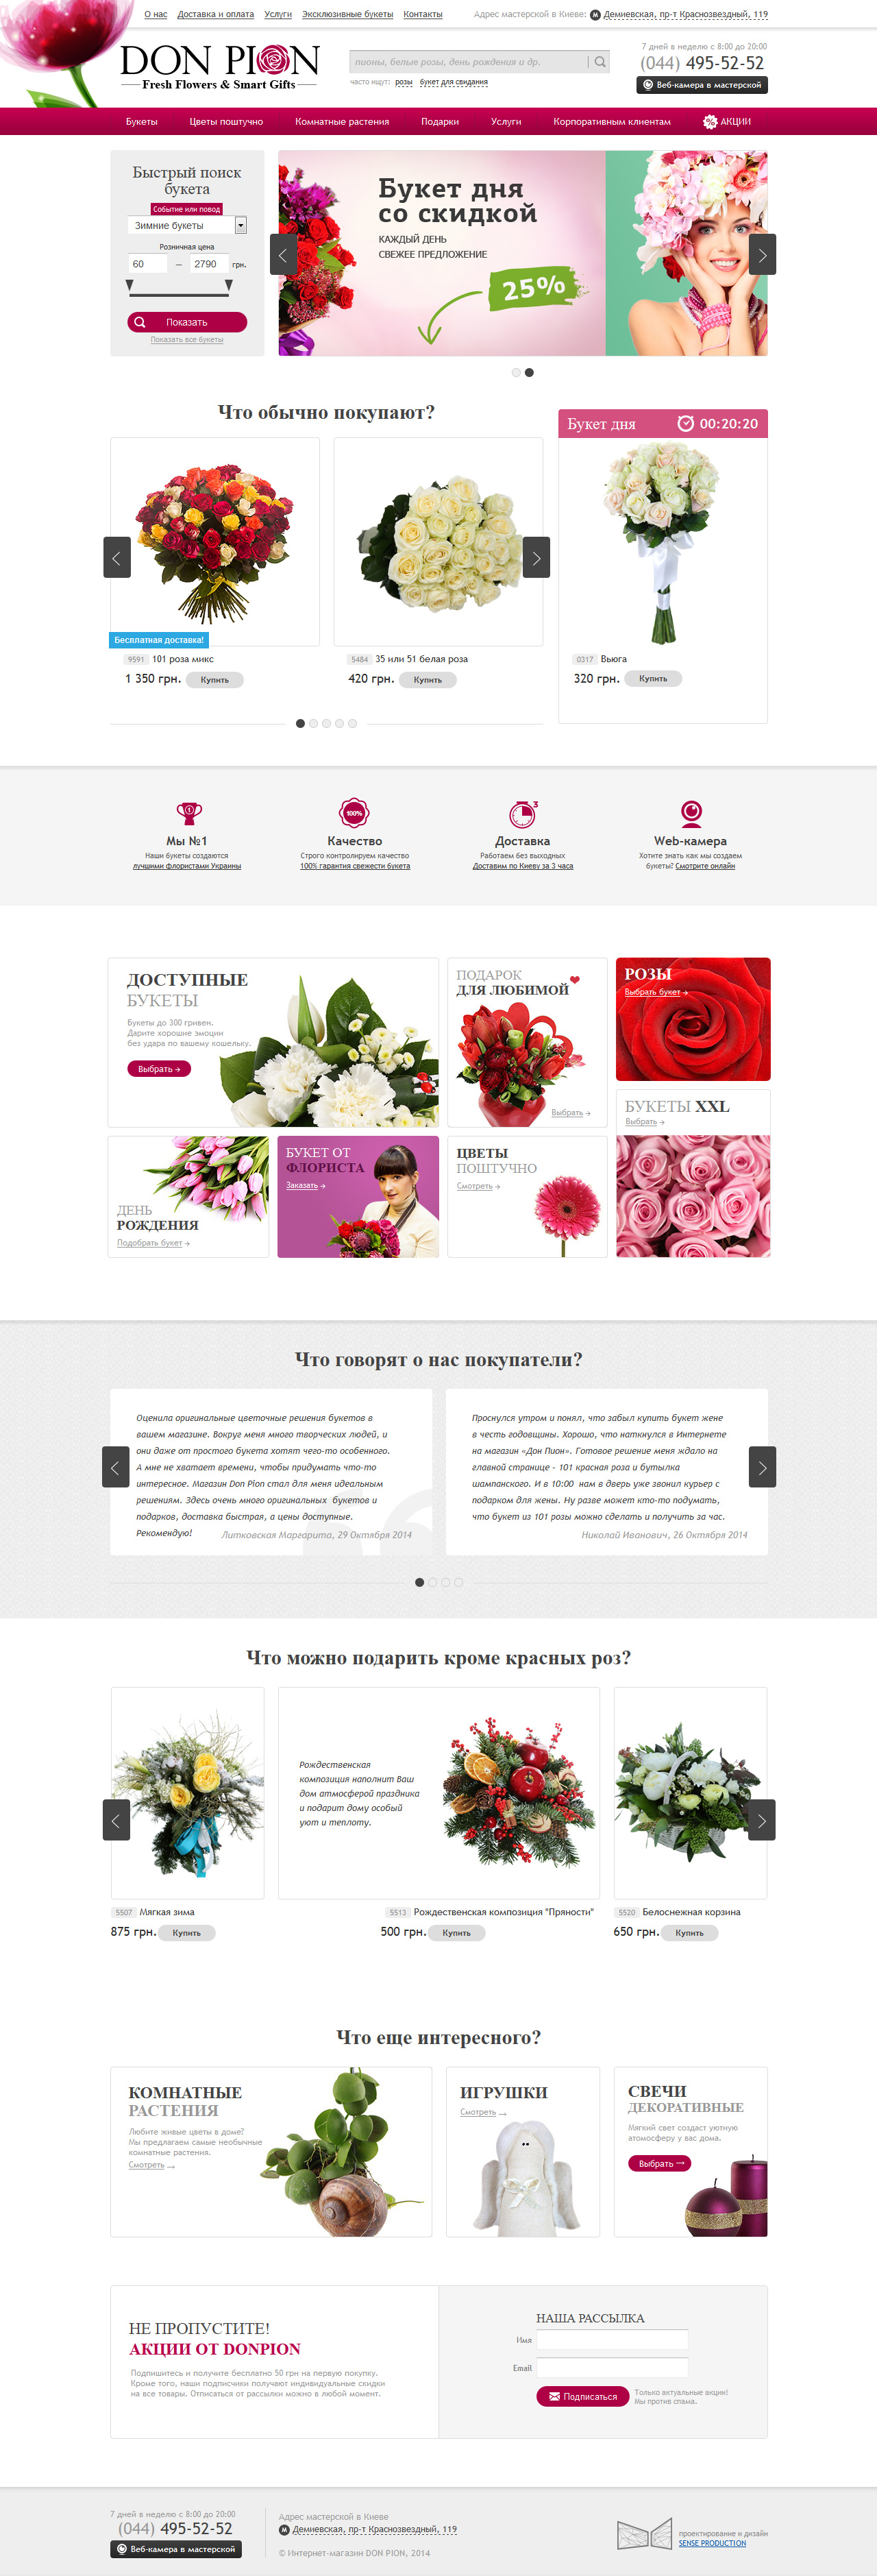 О нас Доставка и оплата Услуги Эксклюзивные букеты Контакты Адрес мастерской в Киеве: М Демиевская, пр-т Краснозвездный, 119
DON PION
Fresh Flowers & Smart Gifts
пионы, белые розы, день рождения и др.
часто ищут: розы букет для свидания
7 дней в неделю с 8:00 до 20:00
(044) 495-52-52
Веб-камера в мастерской
Букеты Цветы поштучно Комнатные растения Подарки Услуги Корпоративным клиентам % АКЦИИ
Быстрый поиск
букета
Событие или повод
Зимние букеты
Розничная цена
60 – 2790 грн.
Показать
Показать все букеты
Букет дня
со скидкой
КАЖДЫЙ ДЕНЬ
СВЕЖЕЕ ПРЕДЛОЖЕНИЕ
25%
Что обычно покупают?
Букет дня 00:20:20
Бесплатная доставка!
9591 101 роза микс
1 350 грн. Купить
5484 35 или 51 белая роза
420 грн. Купить
0317 Вьюга
320 грн. Купить
1
100%
3
Мы №1
Наши букеты создаются
лучшими флористами Украины
Качество
Строго контролируем качество
100% гарантия свежести букета
Доставка
Работаем без выходных
Доставим по Киеву за 3 часа
Web-камера
Хотите знать как мы создаем
букеты? Смотрите онлайн
ДОСТУПНЫЕ
БУКЕТЫ
Букеты до 300 гривен.
Дарите хорошие эмоции
без удара по вашему кошельку.
Выбрать →
ПОДАРОК
ДЛЯ ЛЮБИМОЙ
Выбрать →
РОЗЫ
Выбрать букет →
БУКЕТЫ XXL
Выбрать →
ДЕНЬ
РОЖДЕНИЯ
Подобрать букет →
БУКЕТ ОТ
ФЛОРИСТА
Заказать →
ЦВЕТЫ
ПОШТУЧНО
Смотреть →
Что говорят о нас покупатели?
Оценила оригинальные цветочные решения букетов в
вашем магазине. Вокруг меня много творческих людей, и
они даже от простого букета хотят чего-то особенного.
А мне не хватает времени, чтобы придумать что-то
интересное. Магазин Don Pion стал для меня идеальным
решениям. Здесь очень много оригинальных букетов и
подарков, доставка быстрая, а цены доступные.
Рекомендую! Литковская Маргарита, 29 Октября 2014
Проснулся утром и понял, что забыл купить букет жене
в честь годовщины. Хорошо, что наткнулся в Интернете
на магазин «Дон Пион». Готовое решение меня ждало на
главной странице - 101 красная роза и бутылка
шампанского. И в 10:00 нам в дверь уже звонил курьер с
подарком для жены. Ну разве может кто-то подумать,
что букет из 101 розы можно сделать и получить за час.
Николай Иванович, 26 Октября 2014
Что можно подарить кроме красных роз?
Рождественская
композиция наполнит Ваш
дом атмосферой праздника
и подарит дому особый
уют и теплоту.
5507 Мягкая зима
875 грн. Купить
5513 Рождественская композиция "Пряности"
500 грн. Купить
5520 Белоснежная корзина
650 грн. Купить
Что еще интересного?
КОМНАТНЫЕ
РАСТЕНИЯ
Любите живые цветы в доме?
Мы предлагаем самые необычные
комнатные растения.
Смотреть →
ИГРУШКИ
Смотреть →
СВЕЧИ
ДЕКОРАТИВНЫЕ
Мягкий свет создаст уютную
атомосферу у вас дома.
Выбрать →
НЕ ПРОПУСТИТЕ!
АКЦИИ ОТ DONPION
Подпишитесь и получите бесплатно 50 грн на первую покупку.
Кроме того, наши подписчики получают индивидуальные скидки
на все товары. Отписаться от рассылки можно в любой момент.
НАША РАССЫЛКА
Имя
Email
Подписаться
Только актуальные акции!
Мы против спама.
7 дней в неделю с 8:00 до 20:00
(044) 495-52-52
Веб-камера в мастерской
Адрес мастерской в Киеве
М Демиевская, пр-т Краснозвездный, 119
© Интернет-магазин DON PION, 2014
проектирование и дизайн
SENSE PRODUCTION